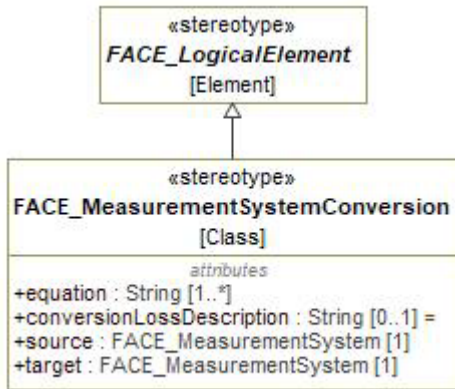 «stereotype»
FACE_LogicalElement
[Element]
«stereotype»
FACE_MeasurementSystemConversion
[Class]
attributes
+equation : String [1..*]
+conversionLossDescription : String [0..1] =
+source : FACE_MeasurementSystem [1]
+target : FACE_MeasurementSystem [1]